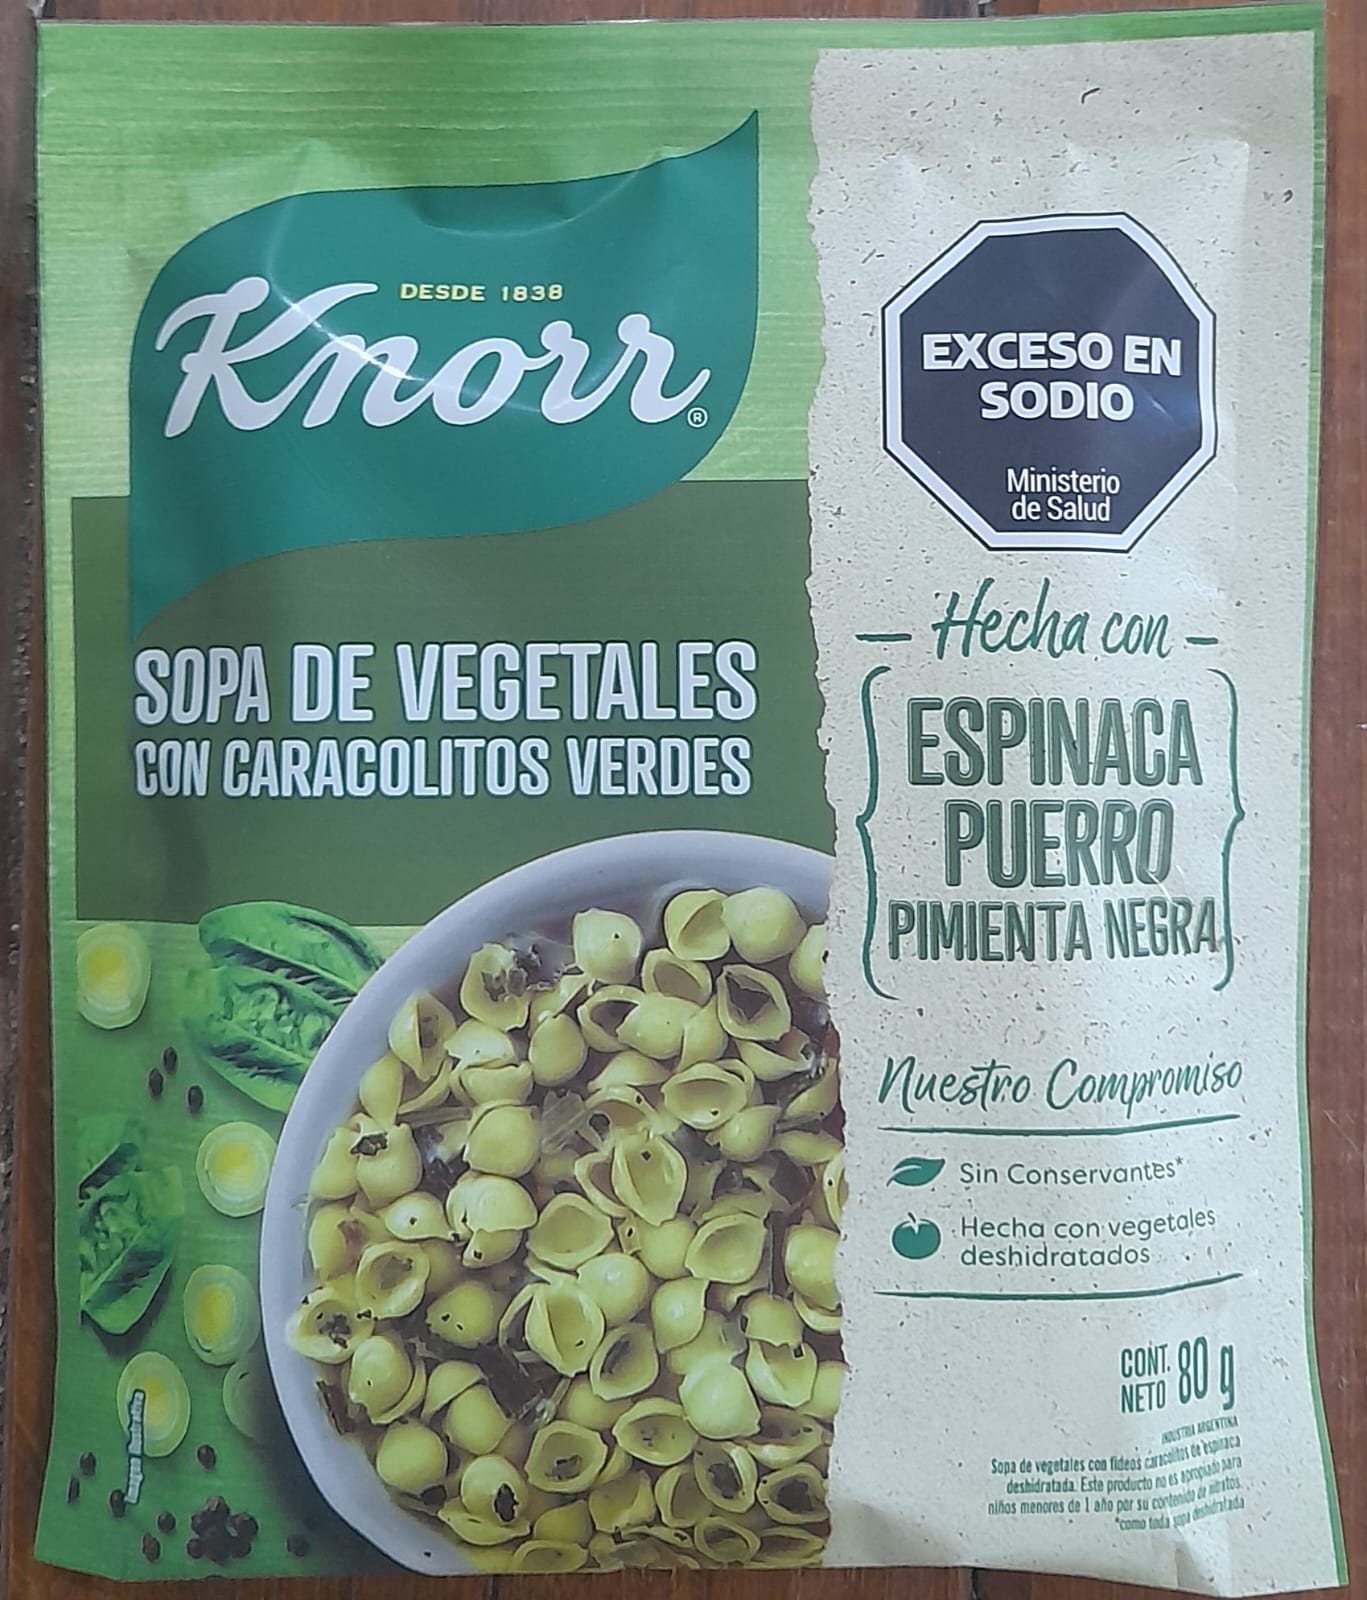 DESDE 1838
Knorr®
SOPA DE VEGETALES
CON CARACOLITOS VERDES
EXCESO EN
SODIO
Ministerio
de Salud
Hecha con
ESPINACA
PUERRO
PIMIENTA NEGRA
Nuestro Compromiso
Sin Conservantes*
Hecha con vegetales
deshidratados
CONT.
NETO 80 g
INDUSTRIA ARGENTINA
Sopa de vegetales con fideos caracolitos de espinaca
deshidratada. Este producto no es apropiado para
niños menores de 1 año por su contenido de nitratos.
*como toda sopa deshidratada
Imagen ilustrativa